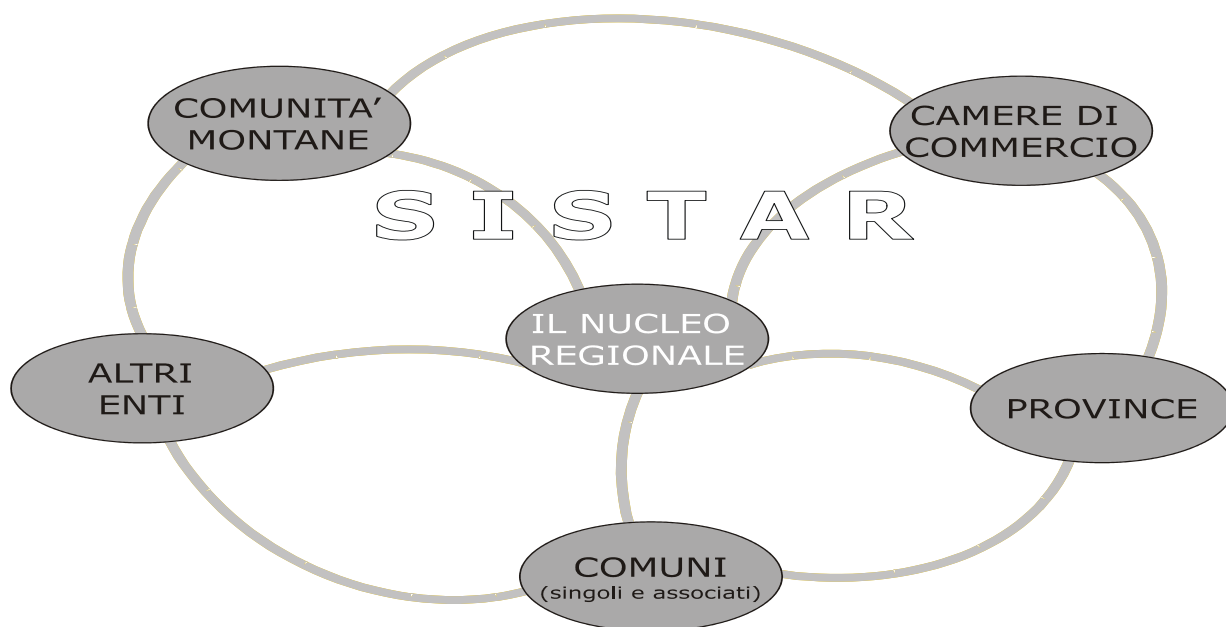 COMUNITA’
MONTANE
CAMERE DI
COMMERCIO
S I S T A R
IL NUCLEO
REGIONALE
ALTRI
ENTI
PROVINCE
COMUNI
(singoli e associati)